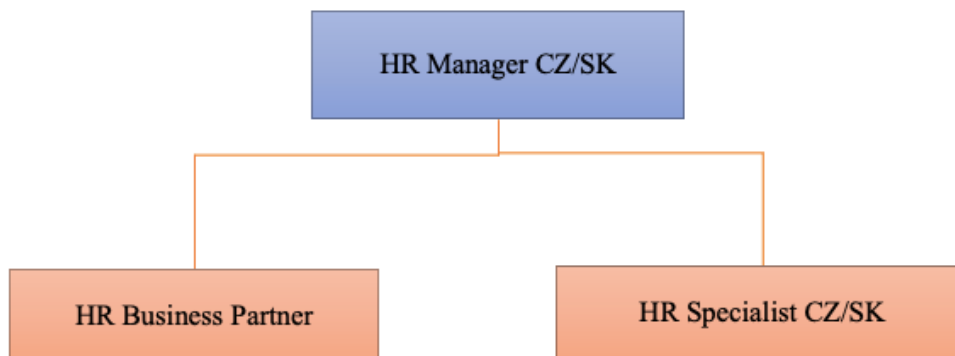 HR Manager CZ/SK
HR Business Partner
HR Specialist CZ/SK